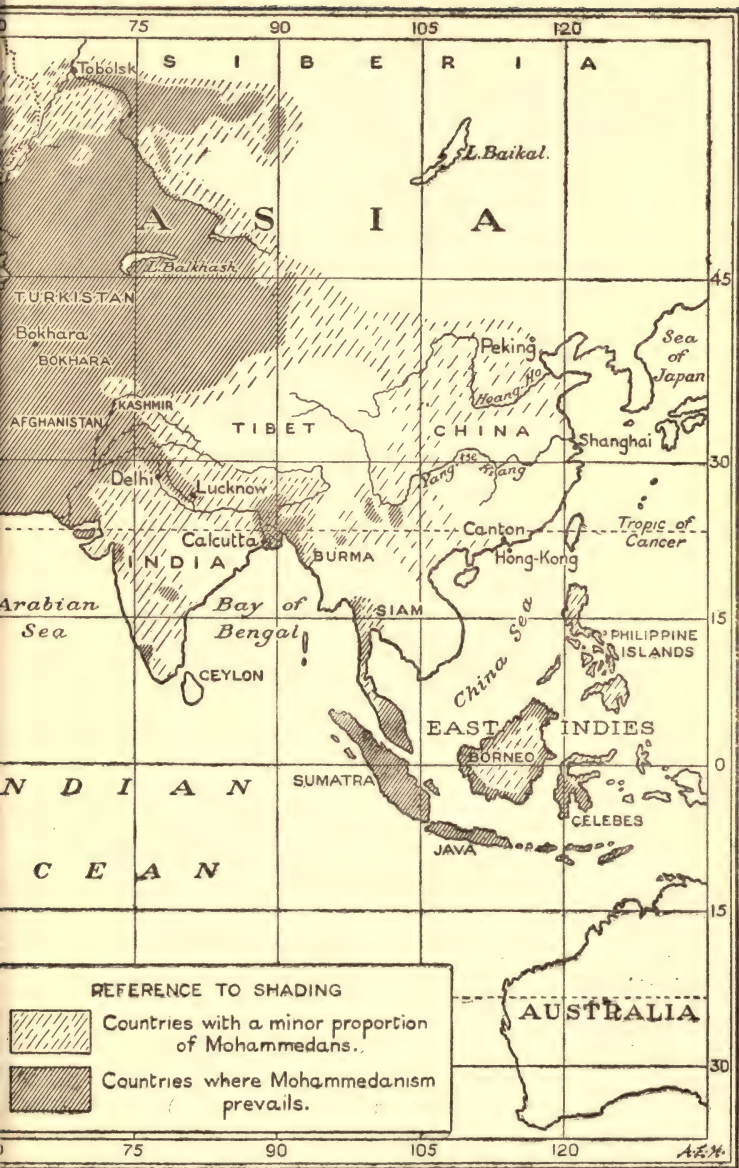 75 90 105 120
Tobolsk
S I B E R I A
L. Baikal.
A S I A
L. Balkhash
45
TURKISTAN
Bokhara
BOKHARA
Peking
Sea
of
Japan
Hoang-Ho
KASHMIR
AFGHANISTAN
TIBET
CHINA
Shanghai
30
Delhi
Lucknow
Yang-tse Kiang
Canton
Tropic of
Cancer
Calcutta
Hong-Kong
INDIA
BURMA
Arabian
Sea
Bay of
Bengal
SIAM
15
China Sea
PHILIPPINE
ISLANDS
CEYLON
EAST INDIES
BORNEO
0
N D I A N
SUMATRA
CELEBES
JAVA
C E A N
15
REFERENCE TO SHADING
Countries with a minor proportion
of Mohammedans.
Countries where Mohammedanism
prevails.
AUSTRALIA
30
75 90 105 120
A.E.H.